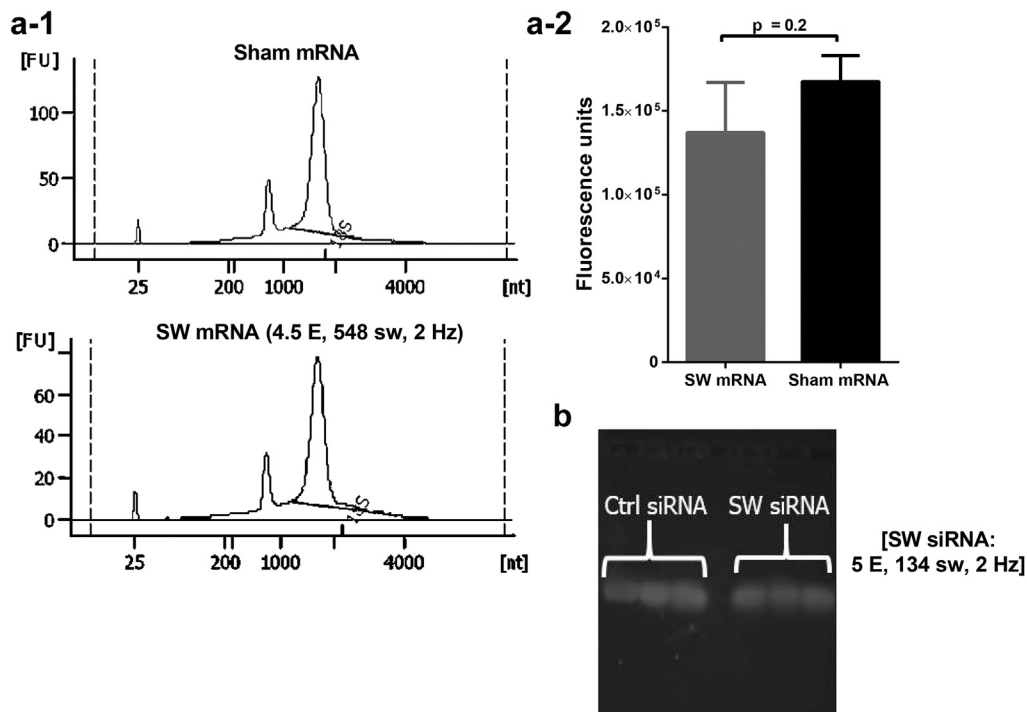 a-1
Sham mRNA
[FU]
100
50
0
25
200
1000
4000
[nt]
SW mRNA (4.5 E, 548 sw, 2 Hz)
[FU]
60
40
20
0
25
200
1000
4000
[nt]
a-2
p = 0.2
Fluorescence units
2.0×10⁵
1.5×10⁵
1.0×10⁵
5.0×10⁴
0
SW mRNA
Sham mRNA
b
Ctrl siRNA
SW siRNA
[SW siRNA:
5 E, 134 sw, 2 Hz]